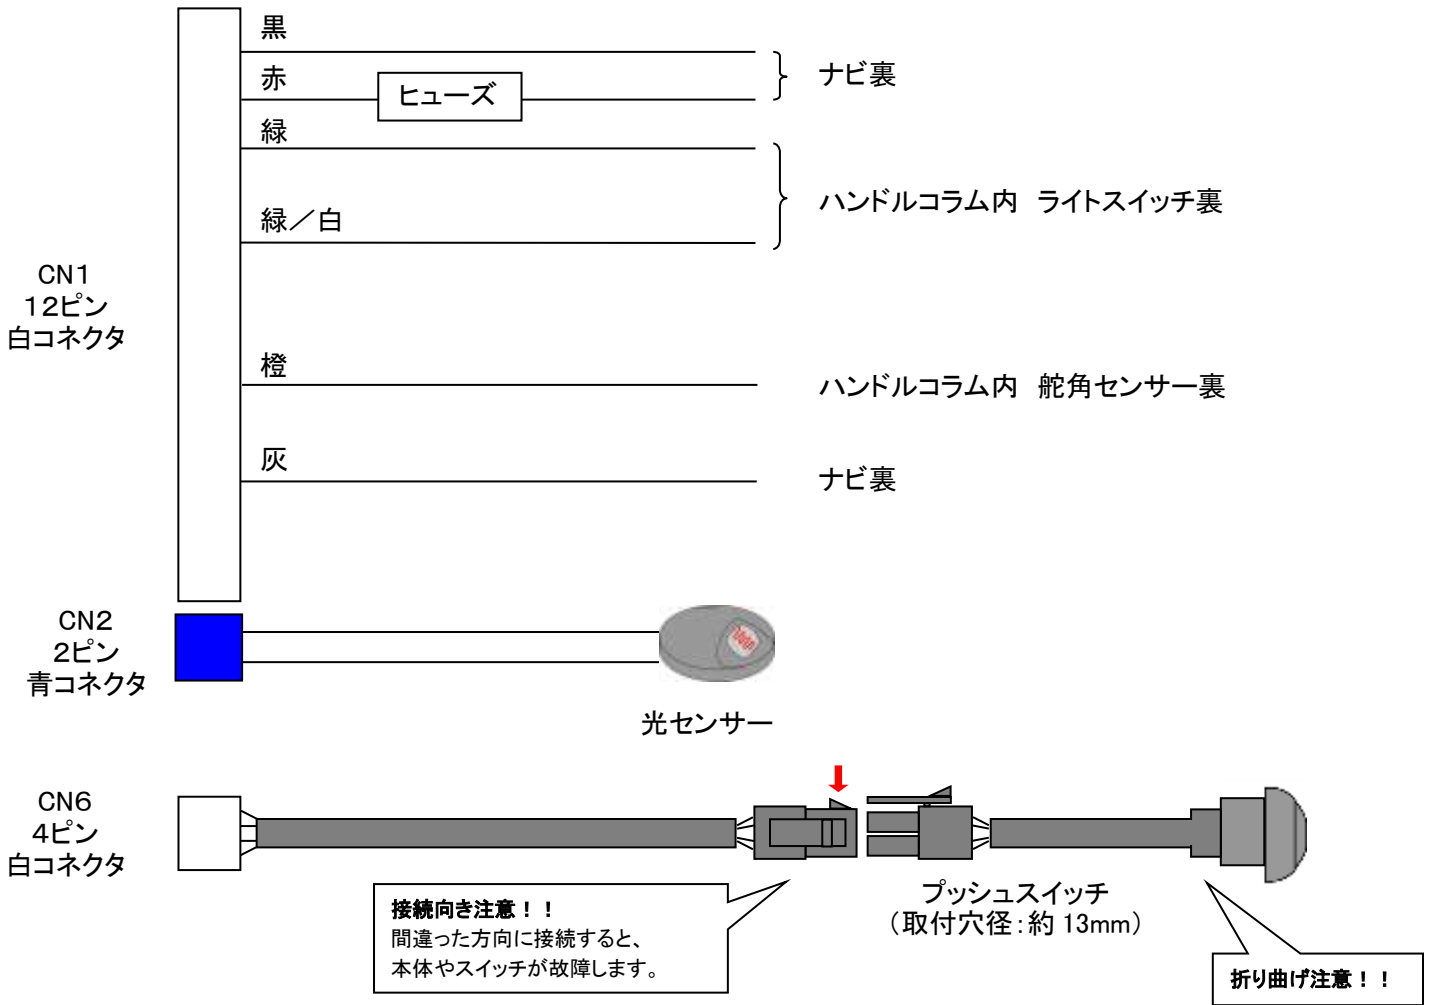 黒
赤
ヒューズ
ナビ裏
緑
緑／白
ハンドルコラム内　ライトスイッチ裏
CN1
12ピン
白コネクタ
橙
ハンドルコラム内　舵角センサー裏
灰
ナビ裏
CN2
2ピン
青コネクタ
光センサー
CN6
4ピン
白コネクタ
接続向き注意！！
間違った方向に接続すると、
本体やスイッチが故障します。
プッシュスイッチ
（取付穴径：約 13mm）
折り曲げ注意！！